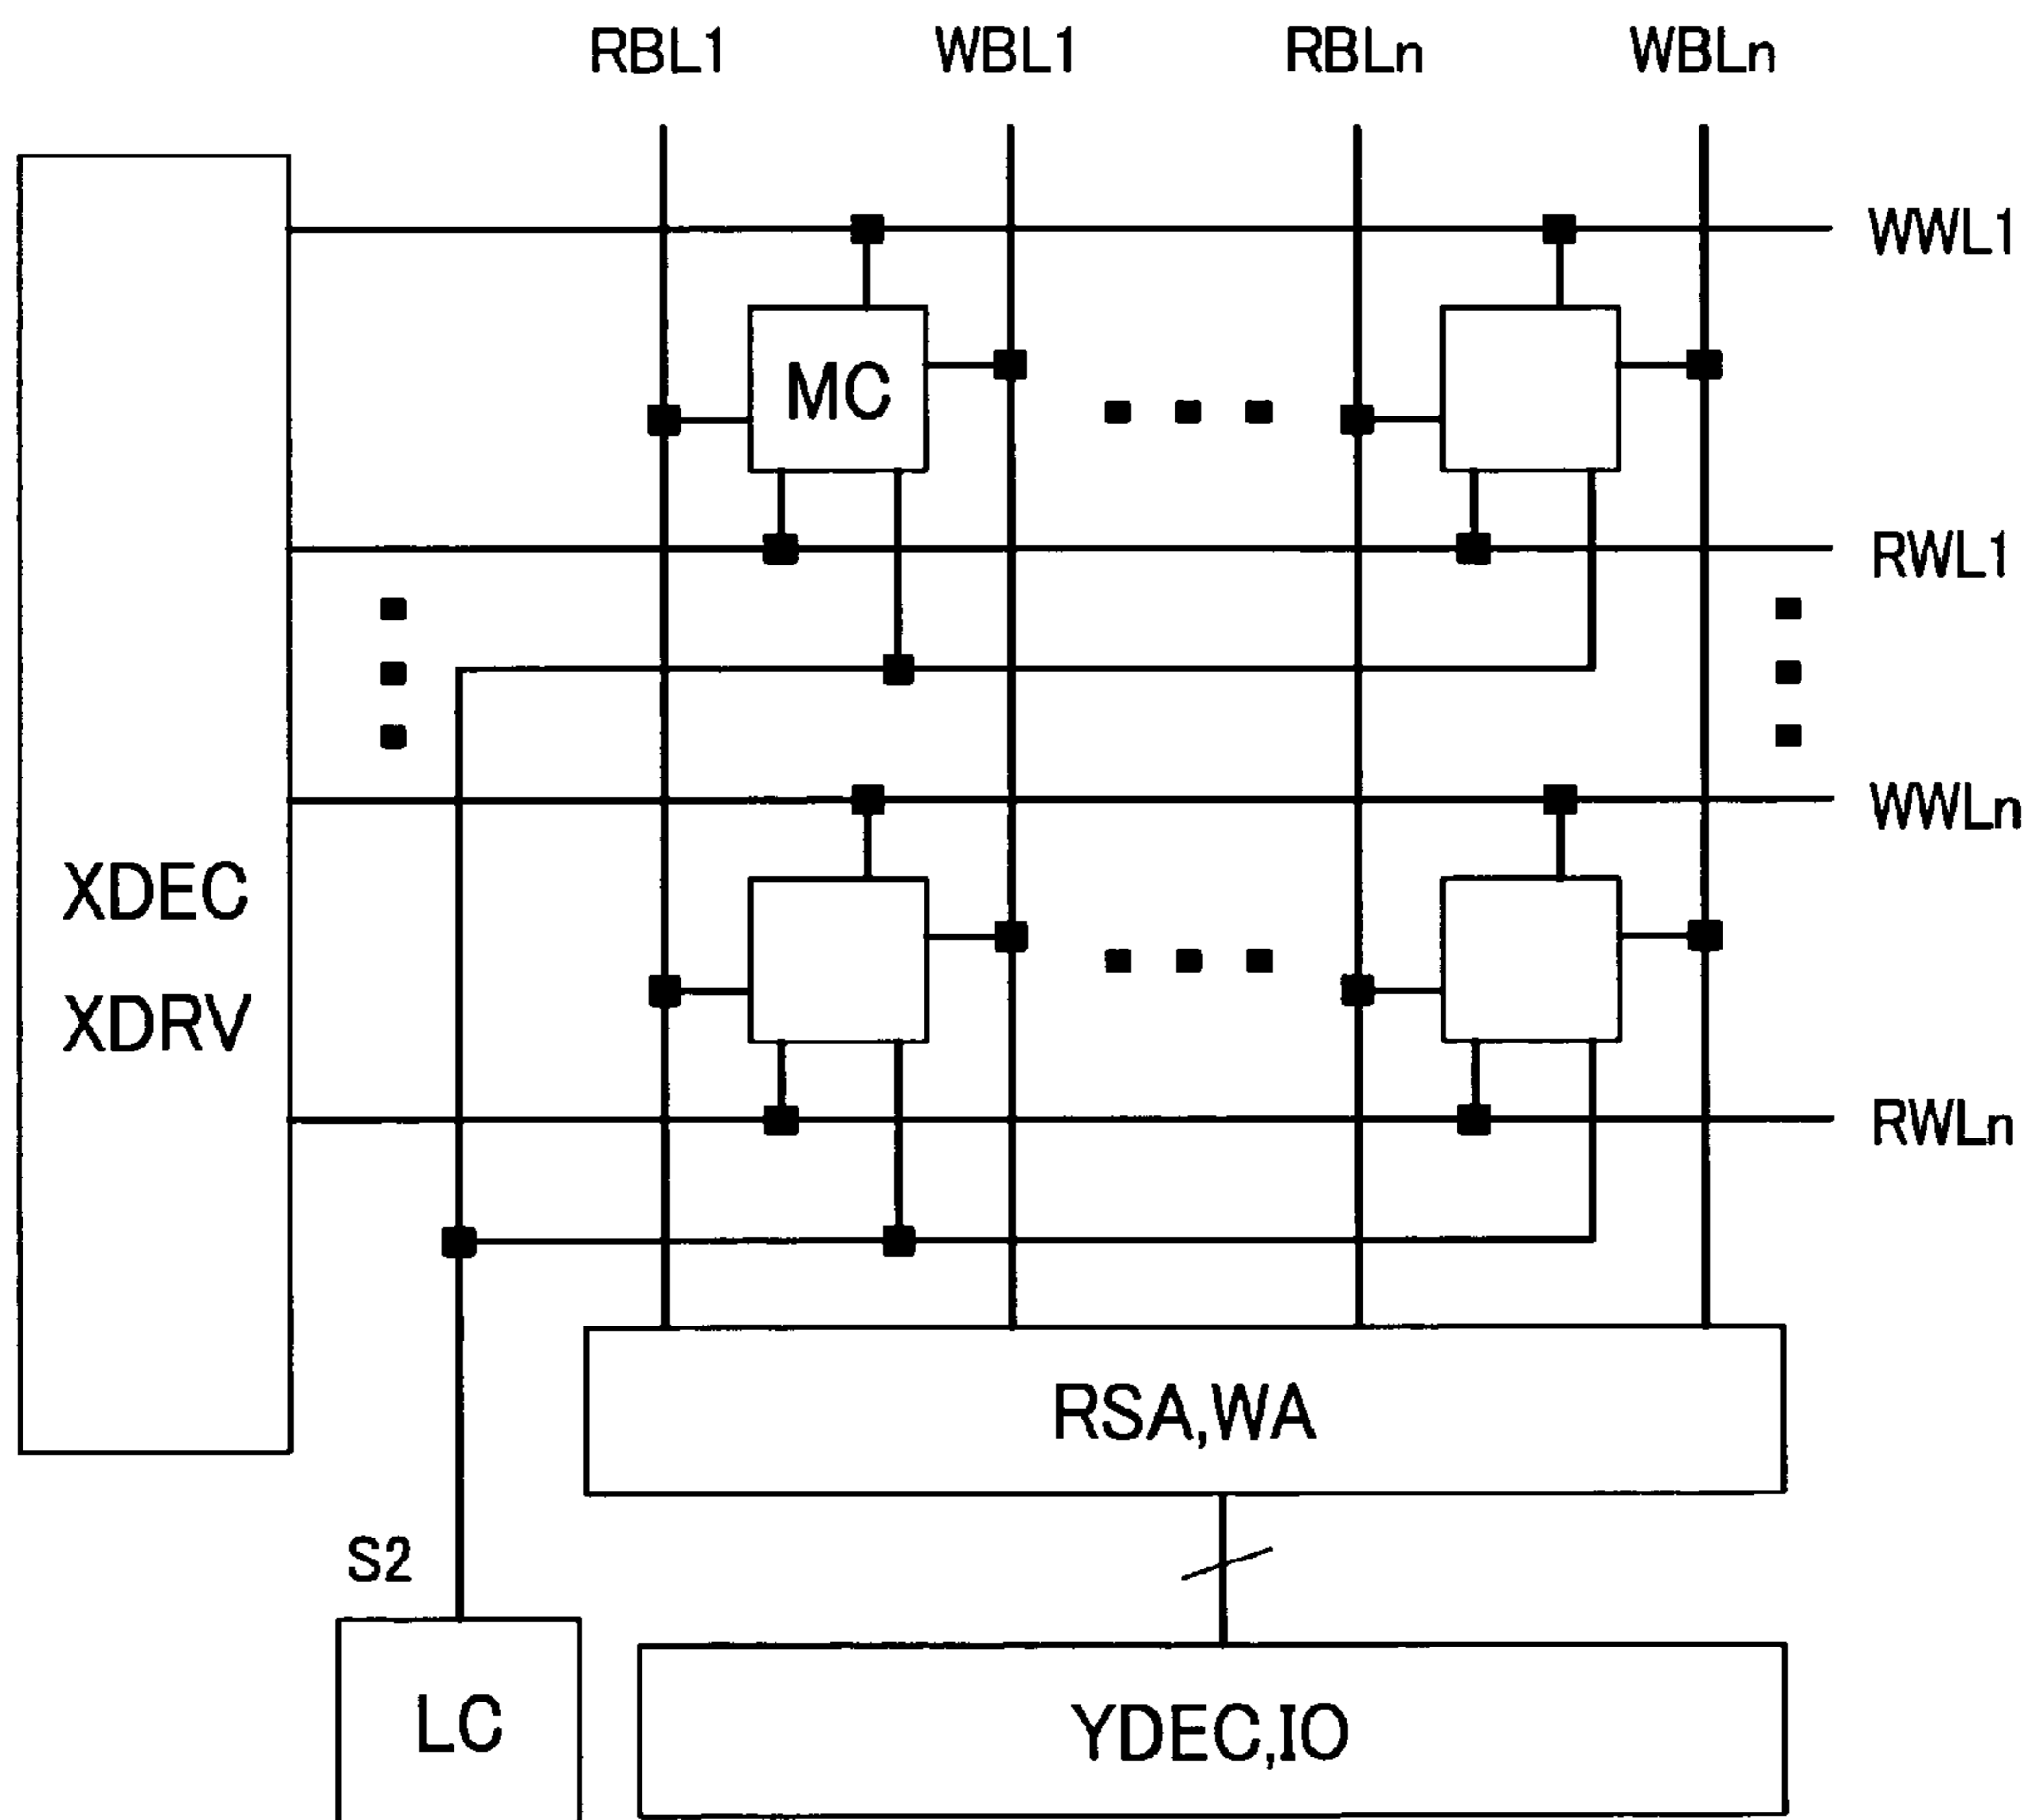 RBL1 WBL1 RBLn WBLn
WWL1
MC
RWL1
WWLn
XDEC
XDRV
RWLn
RSA,WA
S2
LC
YDEC,IO